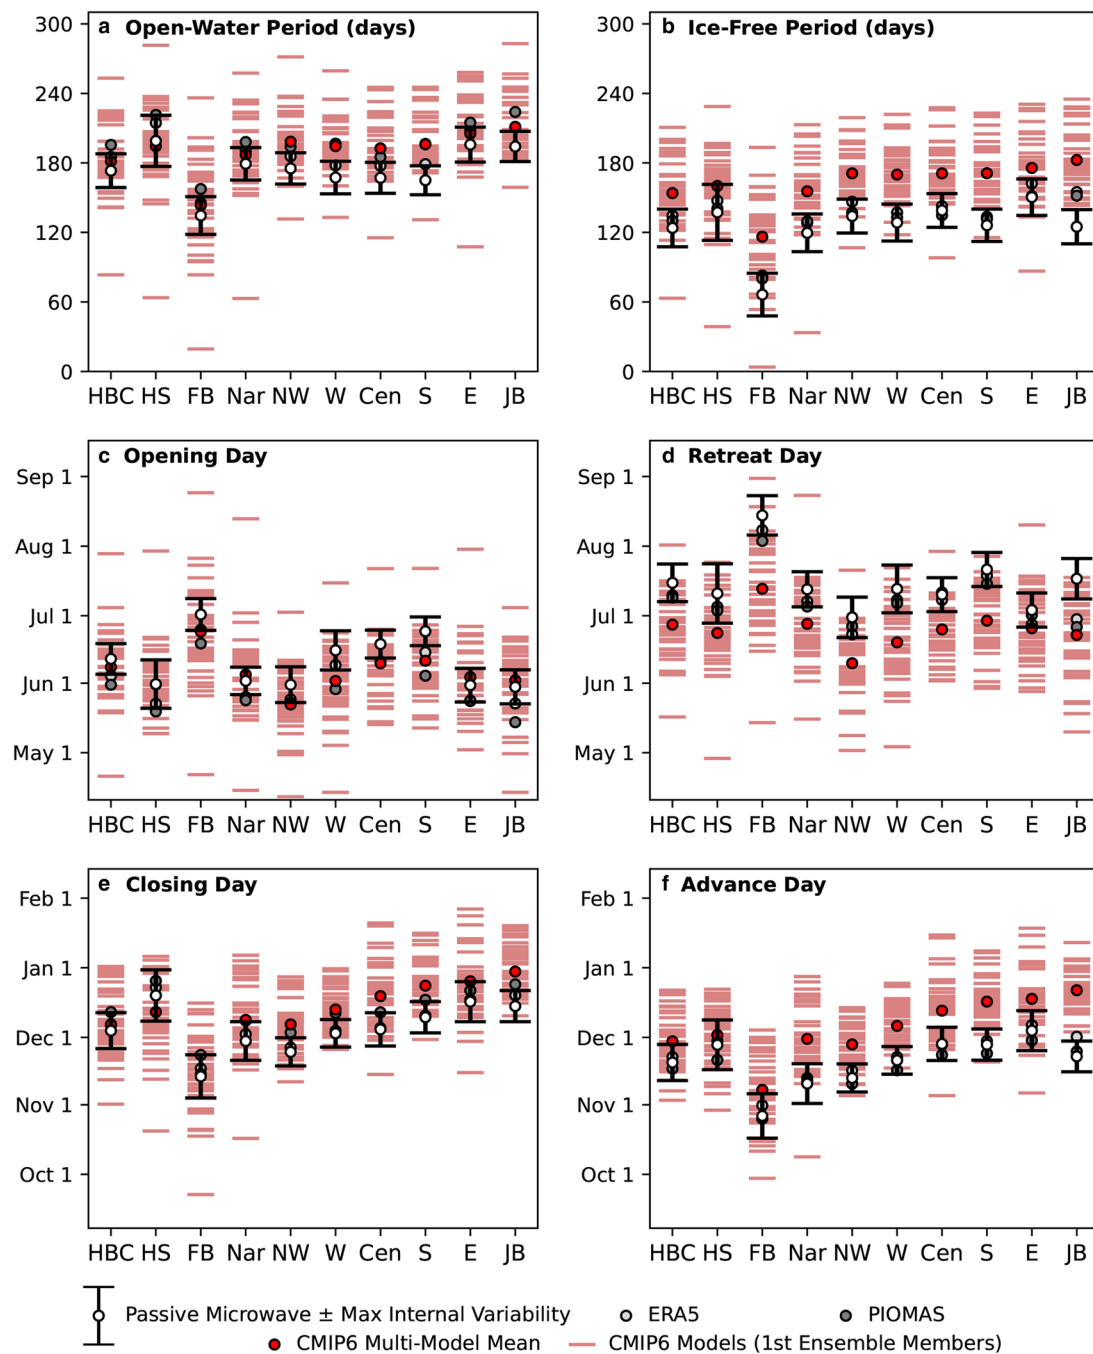 a Open-Water Period (days)
300
240
180
120
60
0
HBC HS FB Nar NW W Cen S E JB
b Ice-Free Period (days)
300
240
180
120
60
0
HBC HS FB Nar NW W Cen S E JB
c Opening Day
Sep 1
Aug 1
Jul 1
Jun 1
May 1
HBC HS FB Nar NW W Cen S E JB
d Retreat Day
Sep 1
Aug 1
Jul 1
Jun 1
May 1
HBC HS FB Nar NW W Cen S E JB
e Closing Day
Feb 1
Jan 1
Dec 1
Nov 1
Oct 1
HBC HS FB Nar NW W Cen S E JB
f Advance Day
Feb 1
Jan 1
Dec 1
Nov 1
Oct 1
HBC HS FB Nar NW W Cen S E JB
Passive Microwave ± Max Internal Variability ERA5 PIOMAS
CMIP6 Multi-Model Mean CMIP6 Models (1st Ensemble Members)